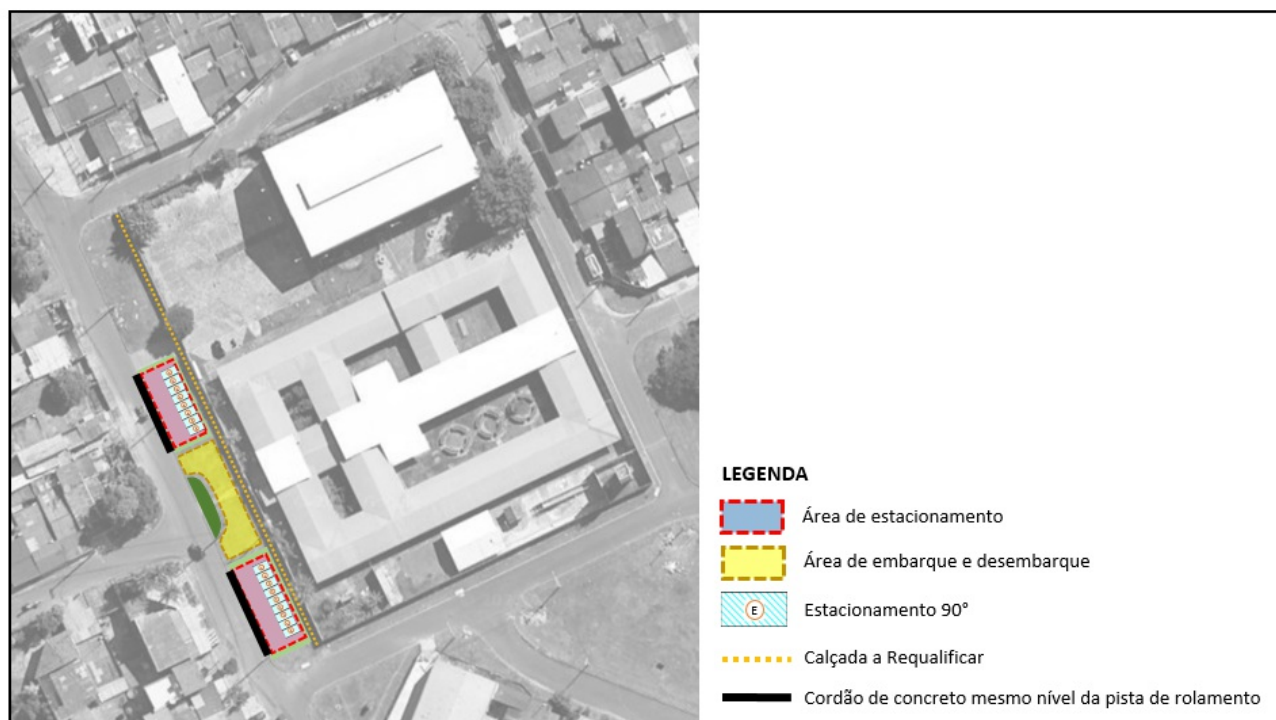 LEGENDA
Área de estacionamento
Área de embarque e desembarque
E Estacionamento 90°
Calçada a Requalificar
Cordão de concreto mesmo nível da pista de rolamento